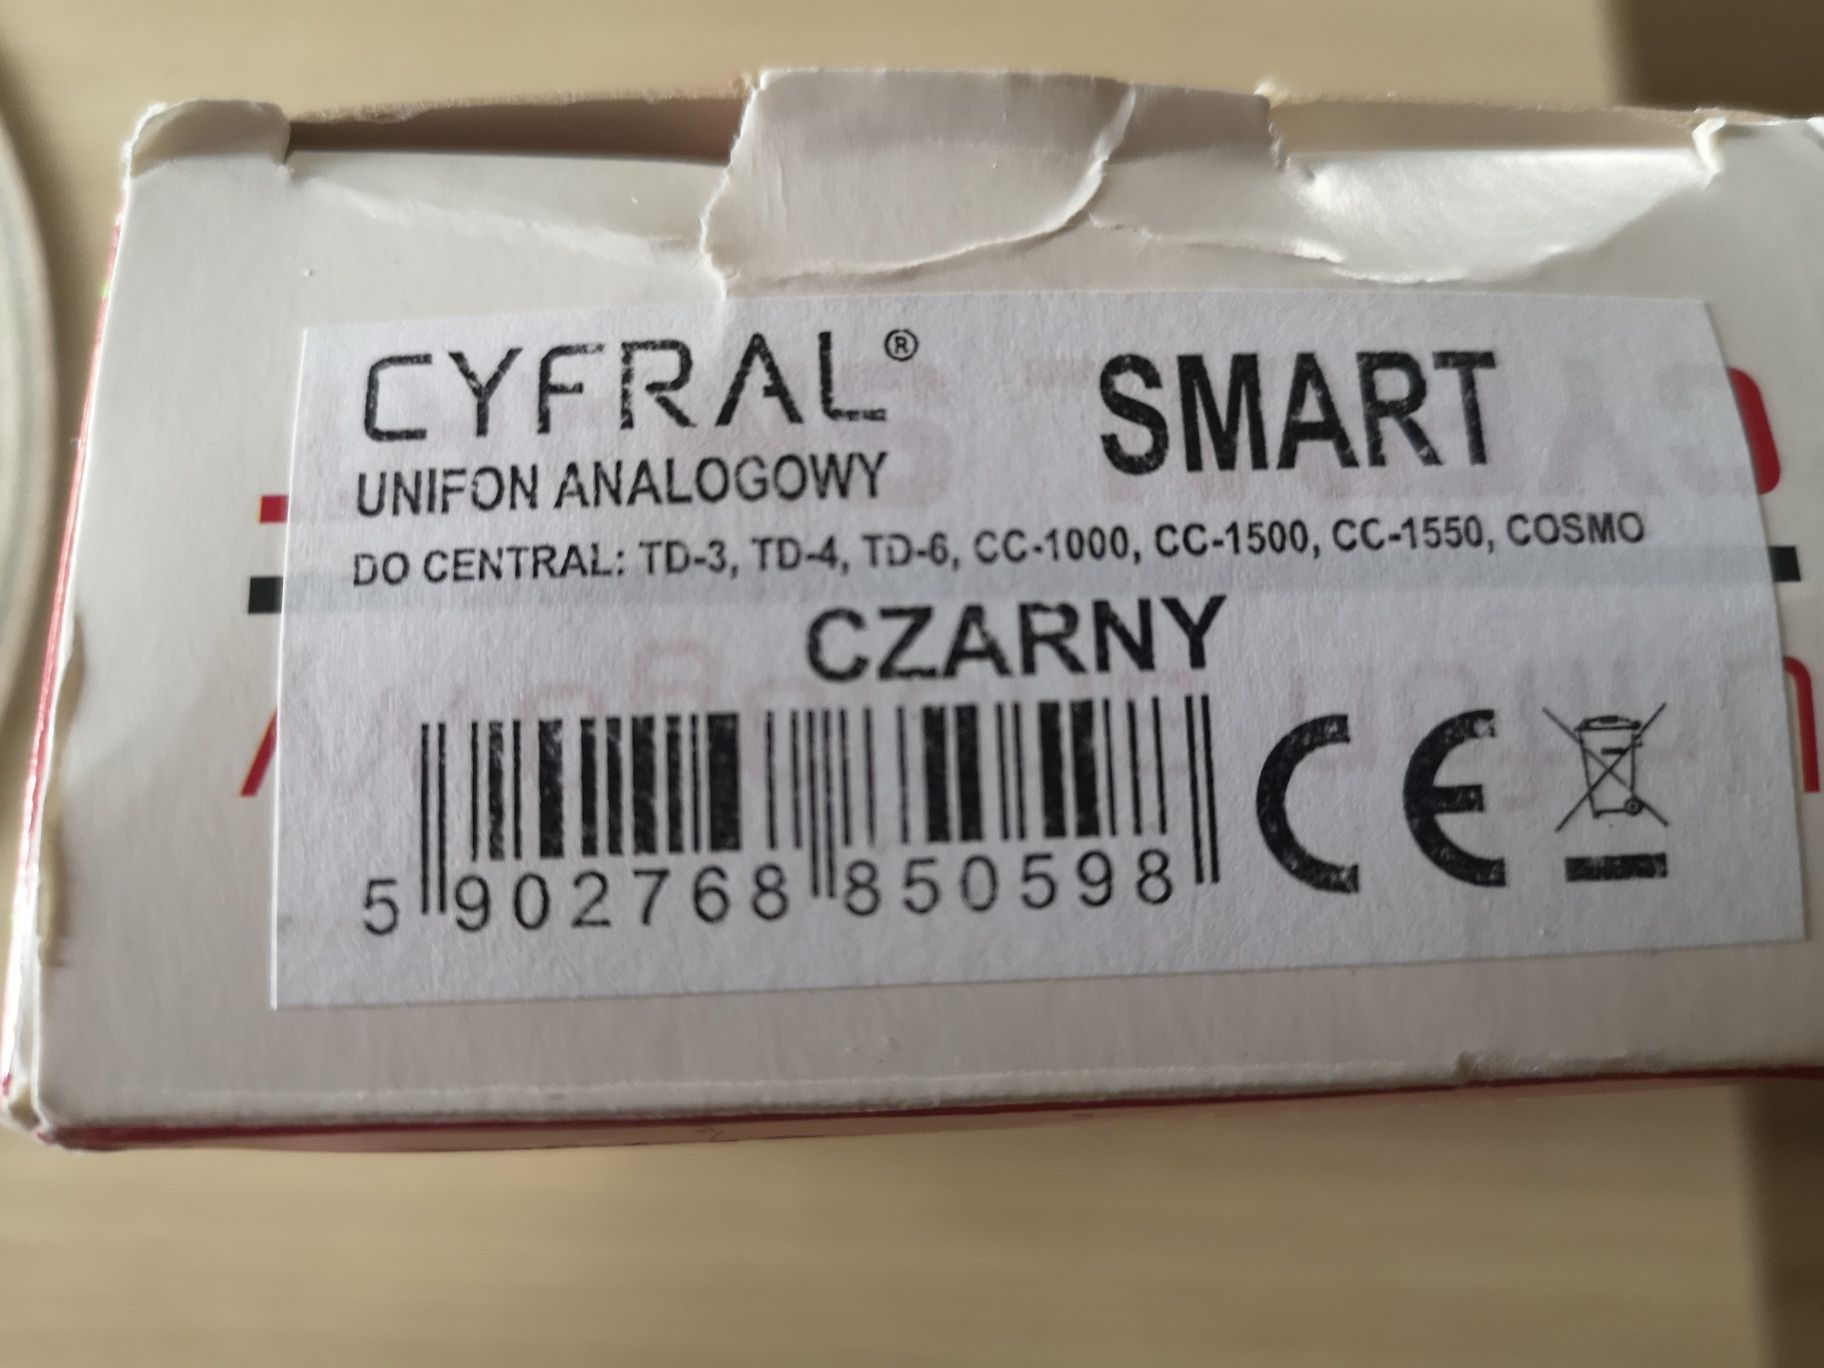 CYFRAL® SMART
UNIFON ANALOGOWY
DO CENTRAL: TD-3, TD-4, TD-6, CC-1000, CC-1500, CC-1550, COSMO
CZARNY
5 902768 850598
CE